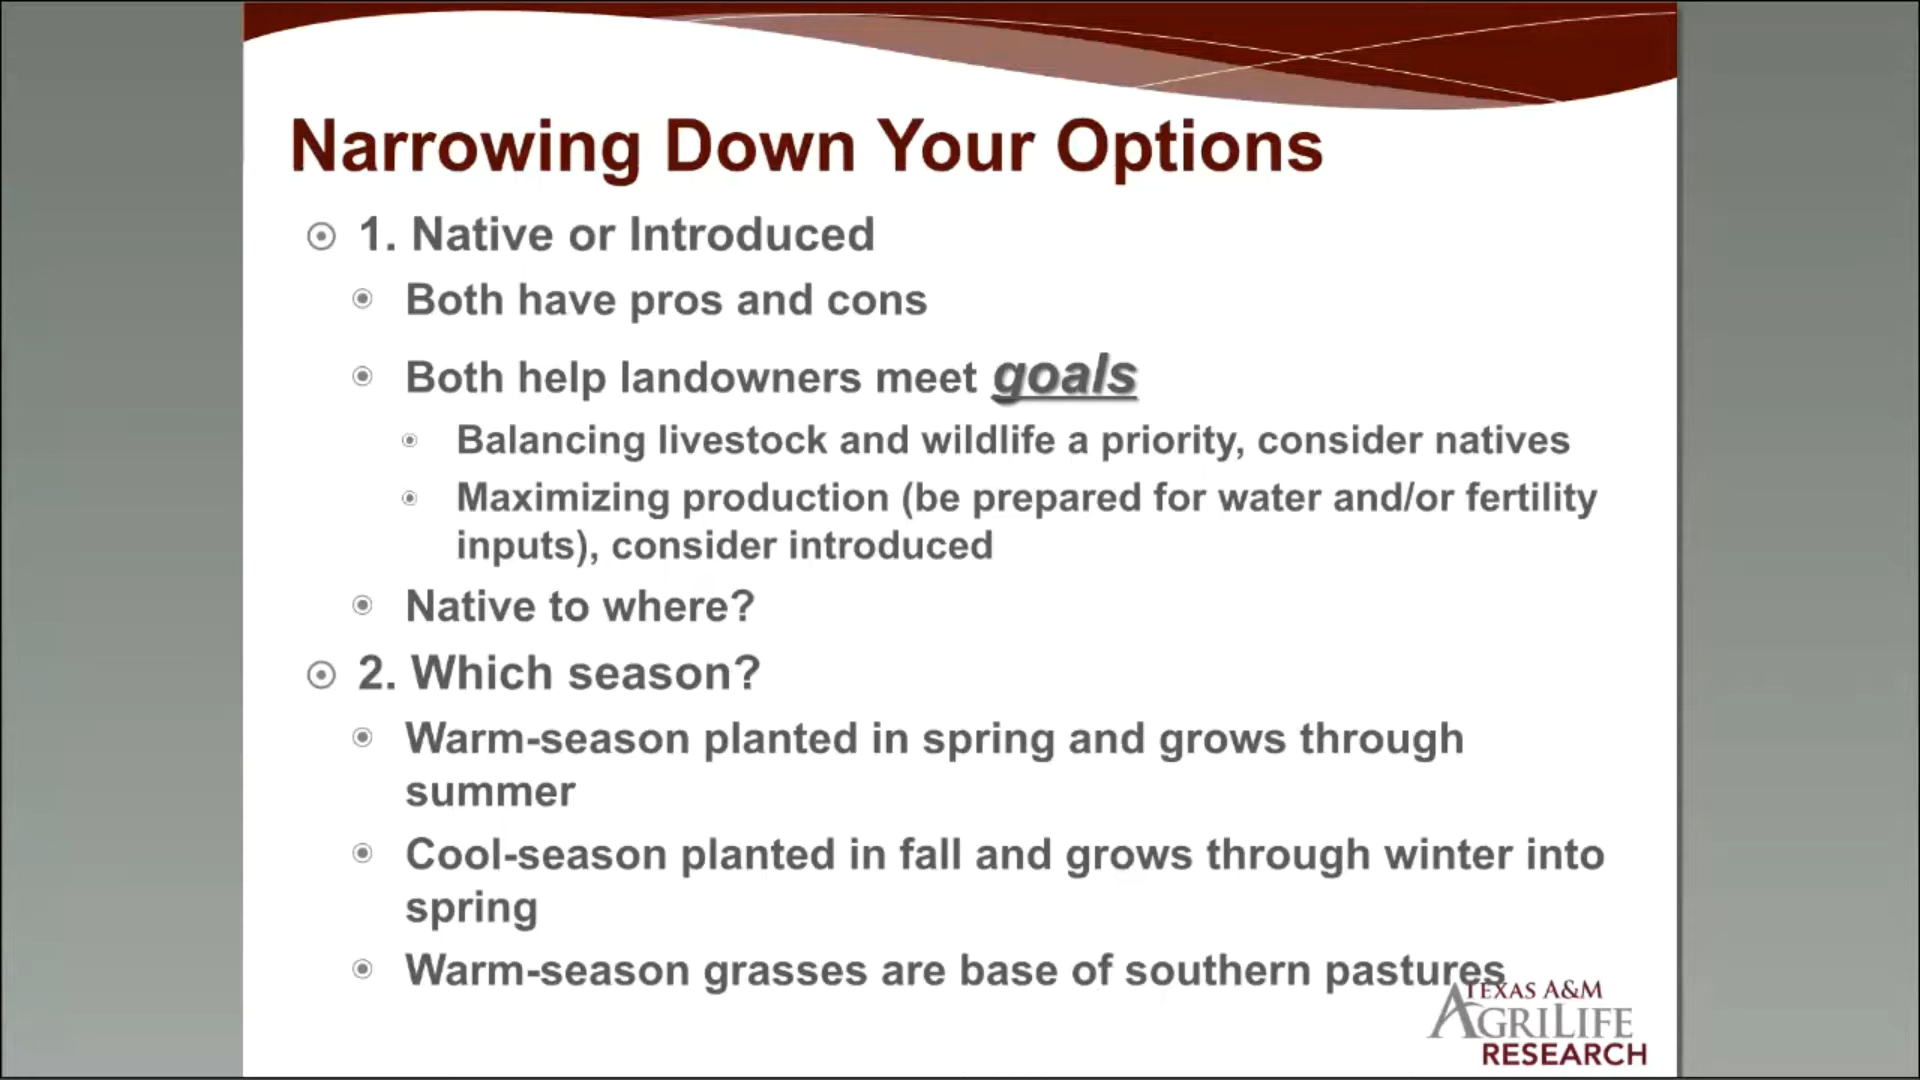 Narrowing Down Your Options
1. Native or Introduced
Both have pros and cons
Both help landowners meet goals
Balancing livestock and wildlife a priority, consider natives
Maximizing production (be prepared for water and/or fertility
inputs), consider introduced
Native to where?
2. Which season?
Warm-season planted in spring and grows through
summer
Cool-season planted in fall and grows through winter into
spring
Warm-season grasses are base of southern pastures
TEXAS A&M
AGRILIFE
RESEARCH